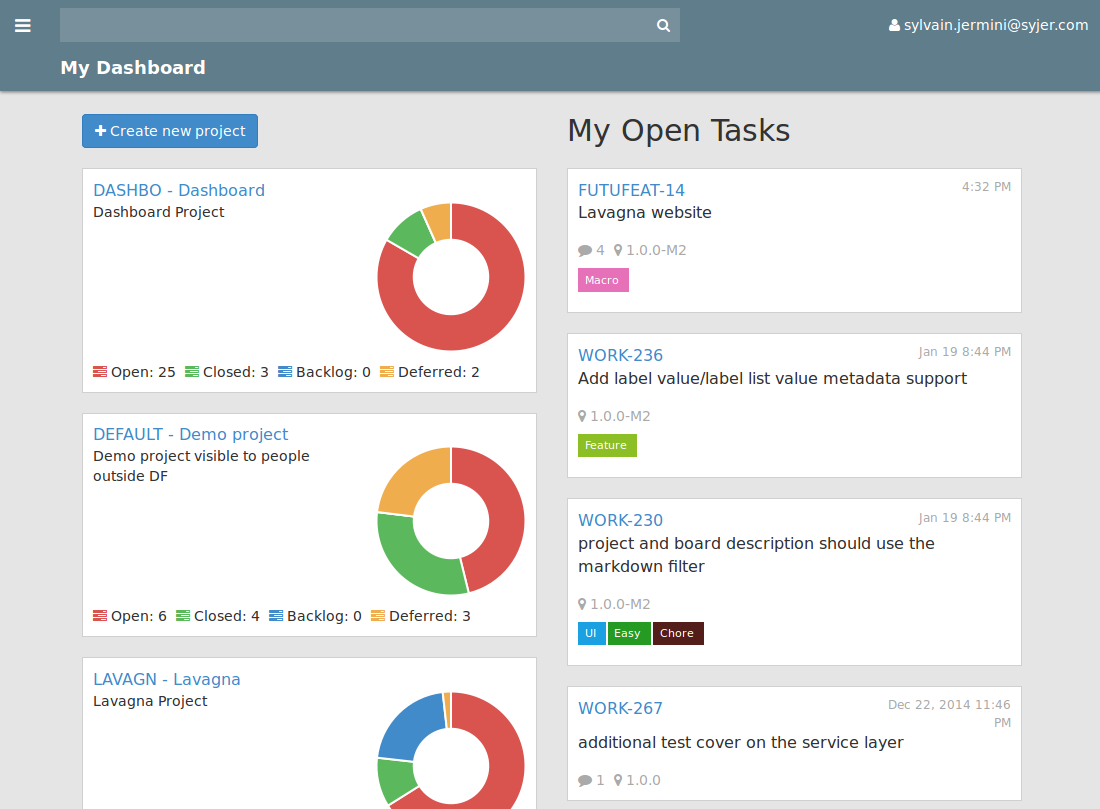 sylvain.jermini@syjer.com
My Dashboard
Create new project
DASHBO - Dashboard
Dashboard Project
Open: 25 Closed: 3 Backlog: 0 Deferred: 2
DEFAULT - Demo project
Demo project visible to people
outside DF
Open: 6 Closed: 4 Backlog: 0 Deferred: 3
LAVAGN - Lavagna
Lavagna Project
My Open Tasks
FUTUFEAT-14 4:32 PM
Lavagna website
4 1.0.0-M2
Macro
WORK-236 Jan 19 8:44 PM
Add label value/label list value metadata support
1.0.0-M2
Feature
WORK-230 Jan 19 8:44 PM
project and board description should use the
markdown filter
1.0.0-M2
UI Easy Chore
WORK-267 Dec 22, 2014 11:46
PM
additional test cover on the service layer
1 1.0.0